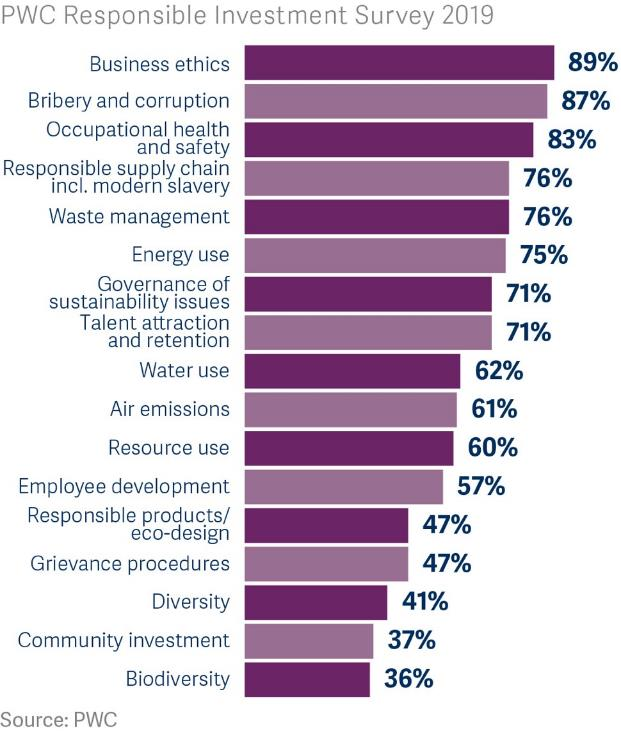 PWC Responsible Investment Survey 2019
Business ethics 89%
Bribery and corruption 87%
Occupational health
and safety 83%
Responsible supply chain
incl. modern slavery 76%
Waste management 76%
Energy use 75%
Governance of
sustainability issues 71%
Talent attraction
and retention 71%
Water use 62%
Air emissions 61%
Resource use 60%
Employee development 57%
Responsible products/
eco-design 47%
Grievance procedures 47%
Diversity 41%
Community investment 37%
Biodiversity 36%
Source: PWC